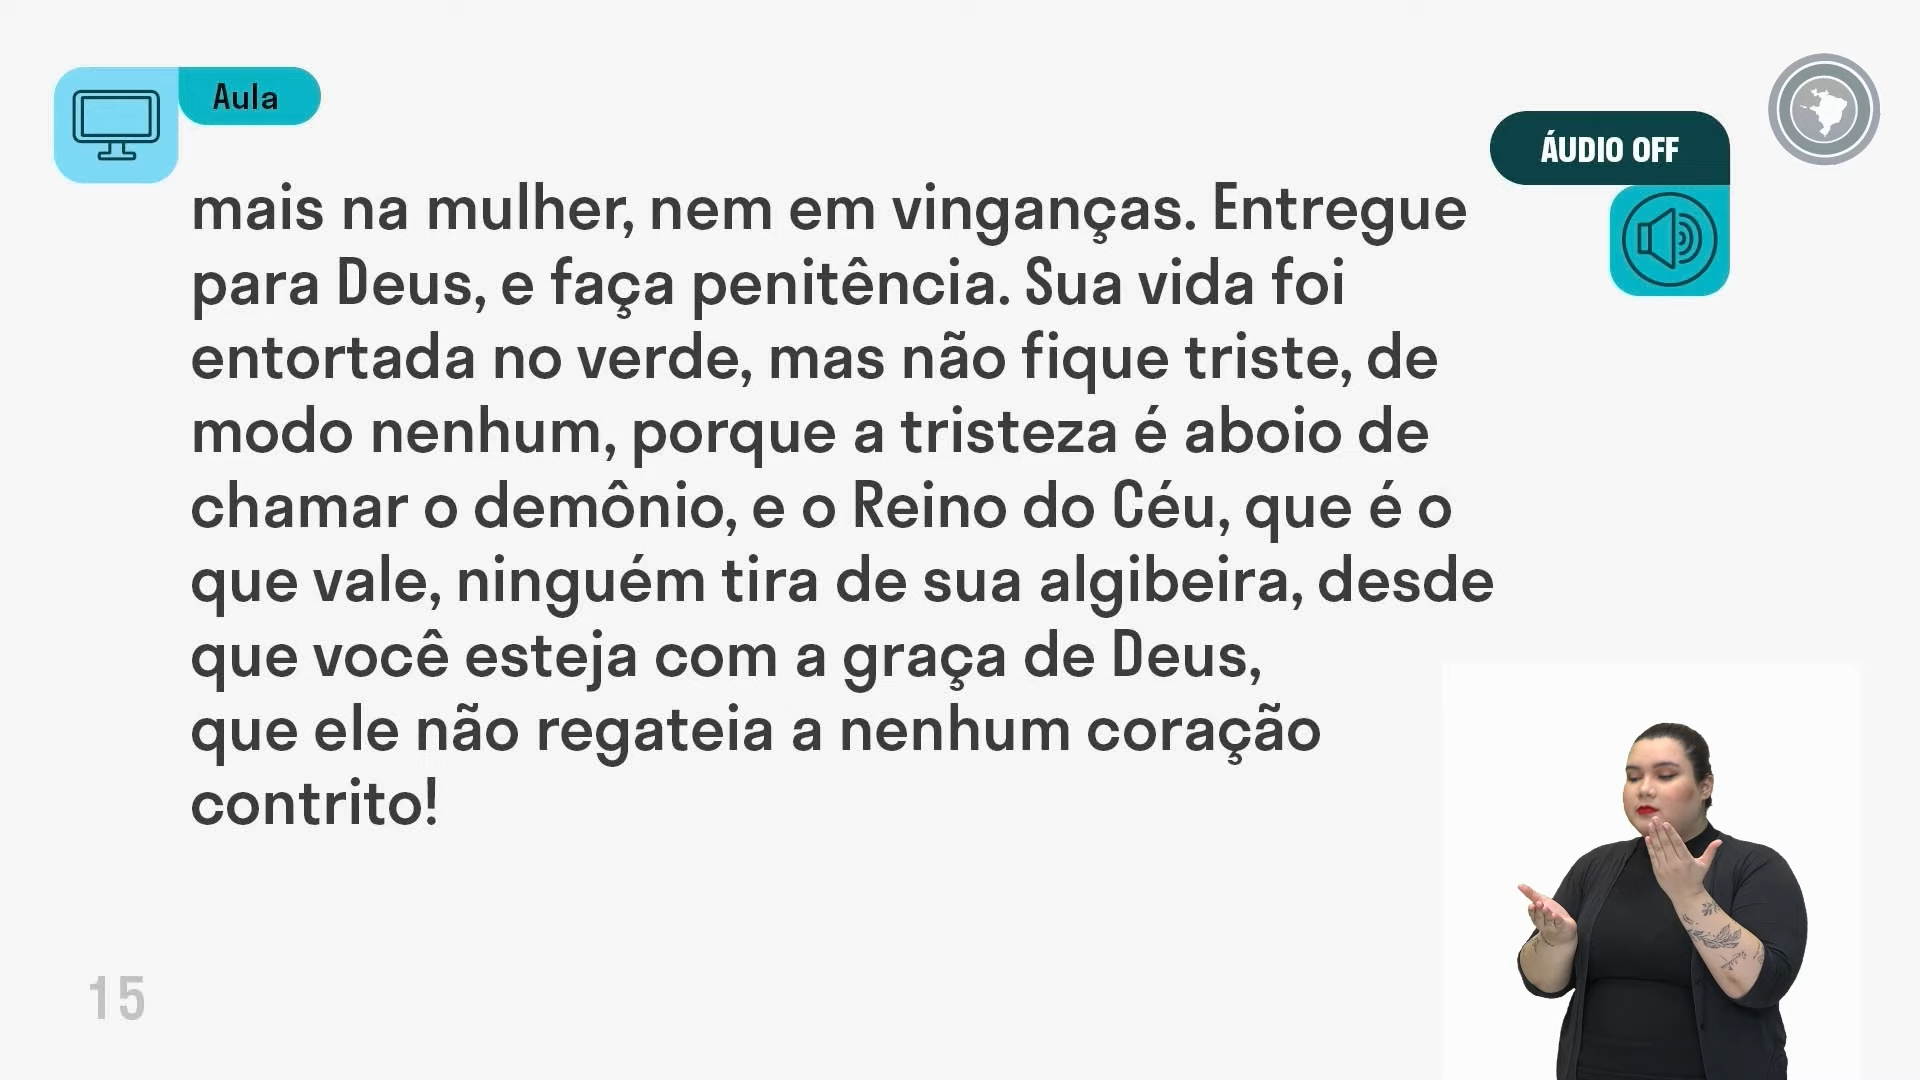 Aula
ÁUDIO OFF
mais na mulher, nem em vinganças. Entregue
para Deus, e faça penitência. Sua vida foi
entortada no verde, mas não fique triste, de
modo nenhum, porque a tristeza é aboio de
chamar o demônio, e o Reino do Céu, que é o
que vale, ninguém tira de sua algibeira, desde
que você esteja com a graça de Deus,
que ele não regateia a nenhum coração
contrito!
15